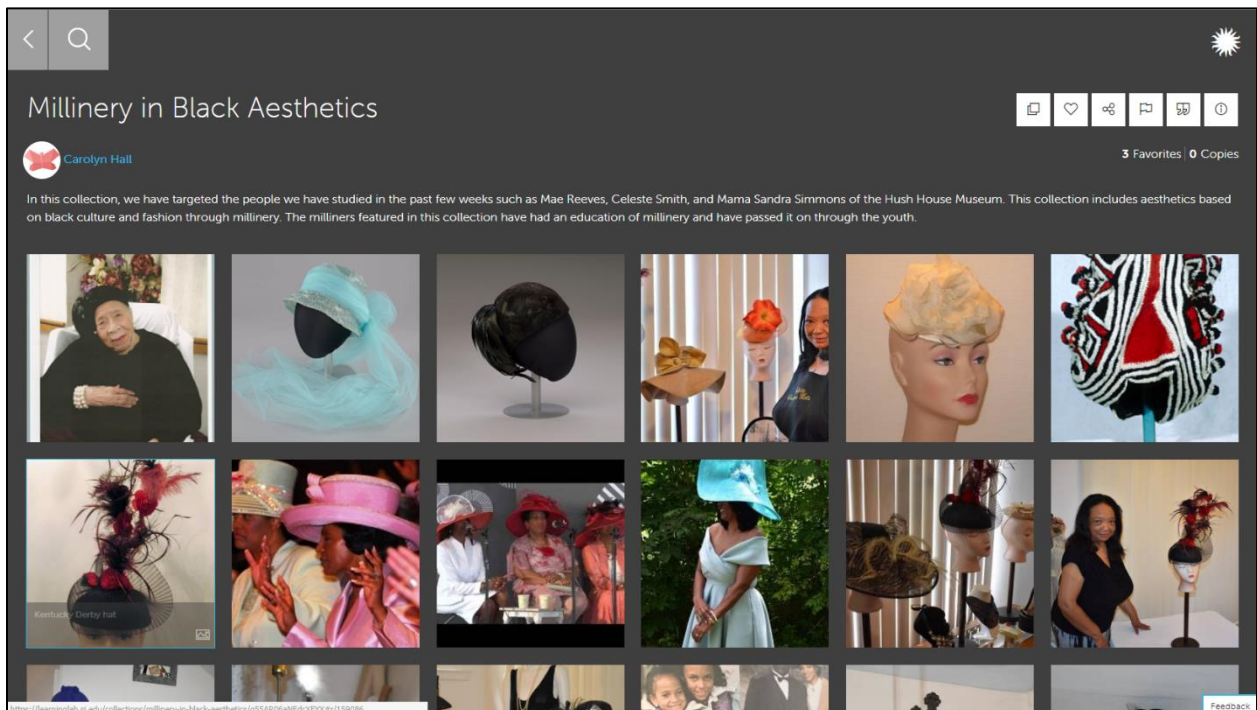 Millinery in Black Aesthetics
Carolyn Hall
3 Favorites | 0 Copies
In this collection, we have targeted the people we have studied in the past few weeks such as Mae Reeves, Celeste Smith, and Mama Sandra Simmons of the Hush House Museum. This collection includes aesthetics based
on black culture and fashion through millinery. The milliners featured in this collection have had an education of millinery and have passed it on through the youth.
Kentucky Derby hat
Feedback